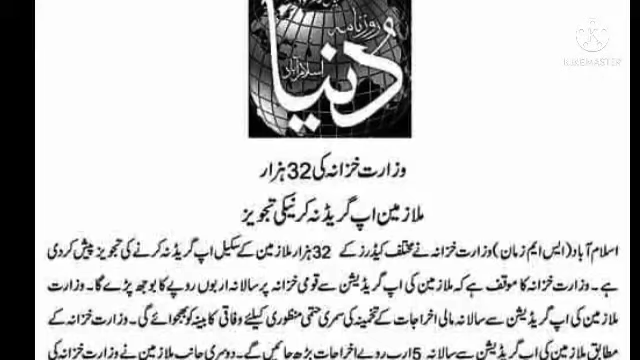 روزنامہ
دنیا
اسلام آباد
KINEMASTER
وزارت خزانہ کی 32 ہزار
ملازمین اپ گریڈ نہ کرنیکی تجویز
اسلام آباد (ایس ایم زمان) وزارت خزانہ نے مختلف کیڈرز کے 32 ہزار ملازمین کے سکیل اپ گریڈ نہ کرنے کی تجویز پیش کر دی
ہے۔ وزارت خزانہ کا موقف ہے کہ ملازمین کی اپ گریڈیشن سے قومی خزانہ پر سالانہ اربوں روپے کا بوجھ پڑے گا۔ وزارت
ملازمین کی اپ گریڈیشن سے سالانہ مالی اخراجات کے تخمینہ کی سمری حتمی منظوری کیلئے وفاقی کابینہ کو بھجوائے گی۔ وزارت خزانہ کے
مطابق ملازمین کی اپ گریڈیشن سے سالانہ 5 ارب روپے اخراجات بڑھ جائیں گے۔ دوسری جانب ملازمین نے وزارت خزانہ کی